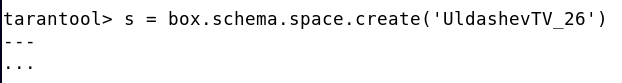 tarantool> s = box.schema.space.create('UldashevTV_26')
---
...